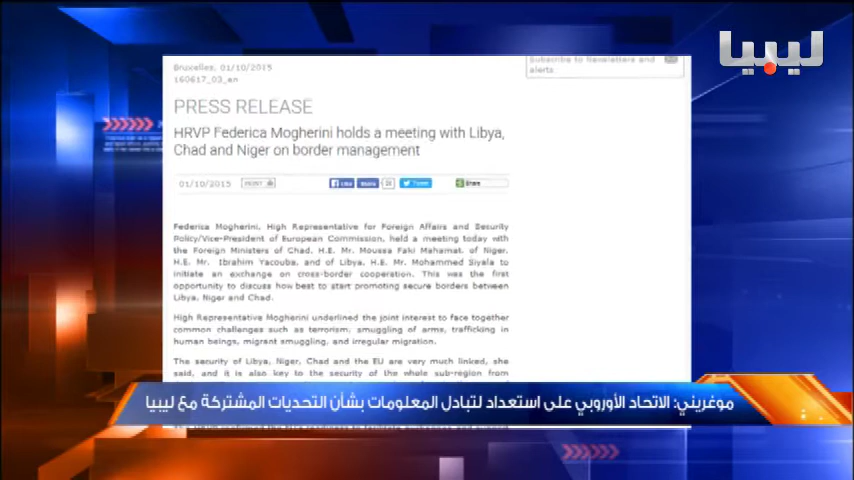 ليبيا
Bruxelles, 01/10/2015
160617_03_en
Subscribe to Newsletters and
alerts
PRESS RELEASE
HRVP Federica Mogherini holds a meeting with Libya,
Chad and Niger on border management
01/10/2015 PRINT Like Share Tweet Share
Federica Mogherini, High Representative for Foreign Affairs and Security
Policy/Vice-President of European Commission, held a meeting today with
the Foreign Ministers of Chad, H.E. Mr. Moussa Faki Mahamat, of Niger,
H.E. Mr. Ibrahim Yacouba, and of Libya, H.E. Mr. Mohammed Siyala to
initiate an exchange on cross-border cooperation. This was the first
opportunity to discuss how best to start promoting secure borders between
Libya, Niger and Chad.
High Representative Mogherini underlined the joint interest to face together
common challenges such as terrorism, smuggling of arms, trafficking in
human beings, migrant smuggling, and irregular migration.
The security of Libya, Niger, Chad and the EU are very much linked, she
said, and it is also key to the security of the whole sub-region from
موغريني: الاتحاد الأوروبي على استعداد لتبادل المعلومات بشأن التحديات المشتركة مع ليبيا